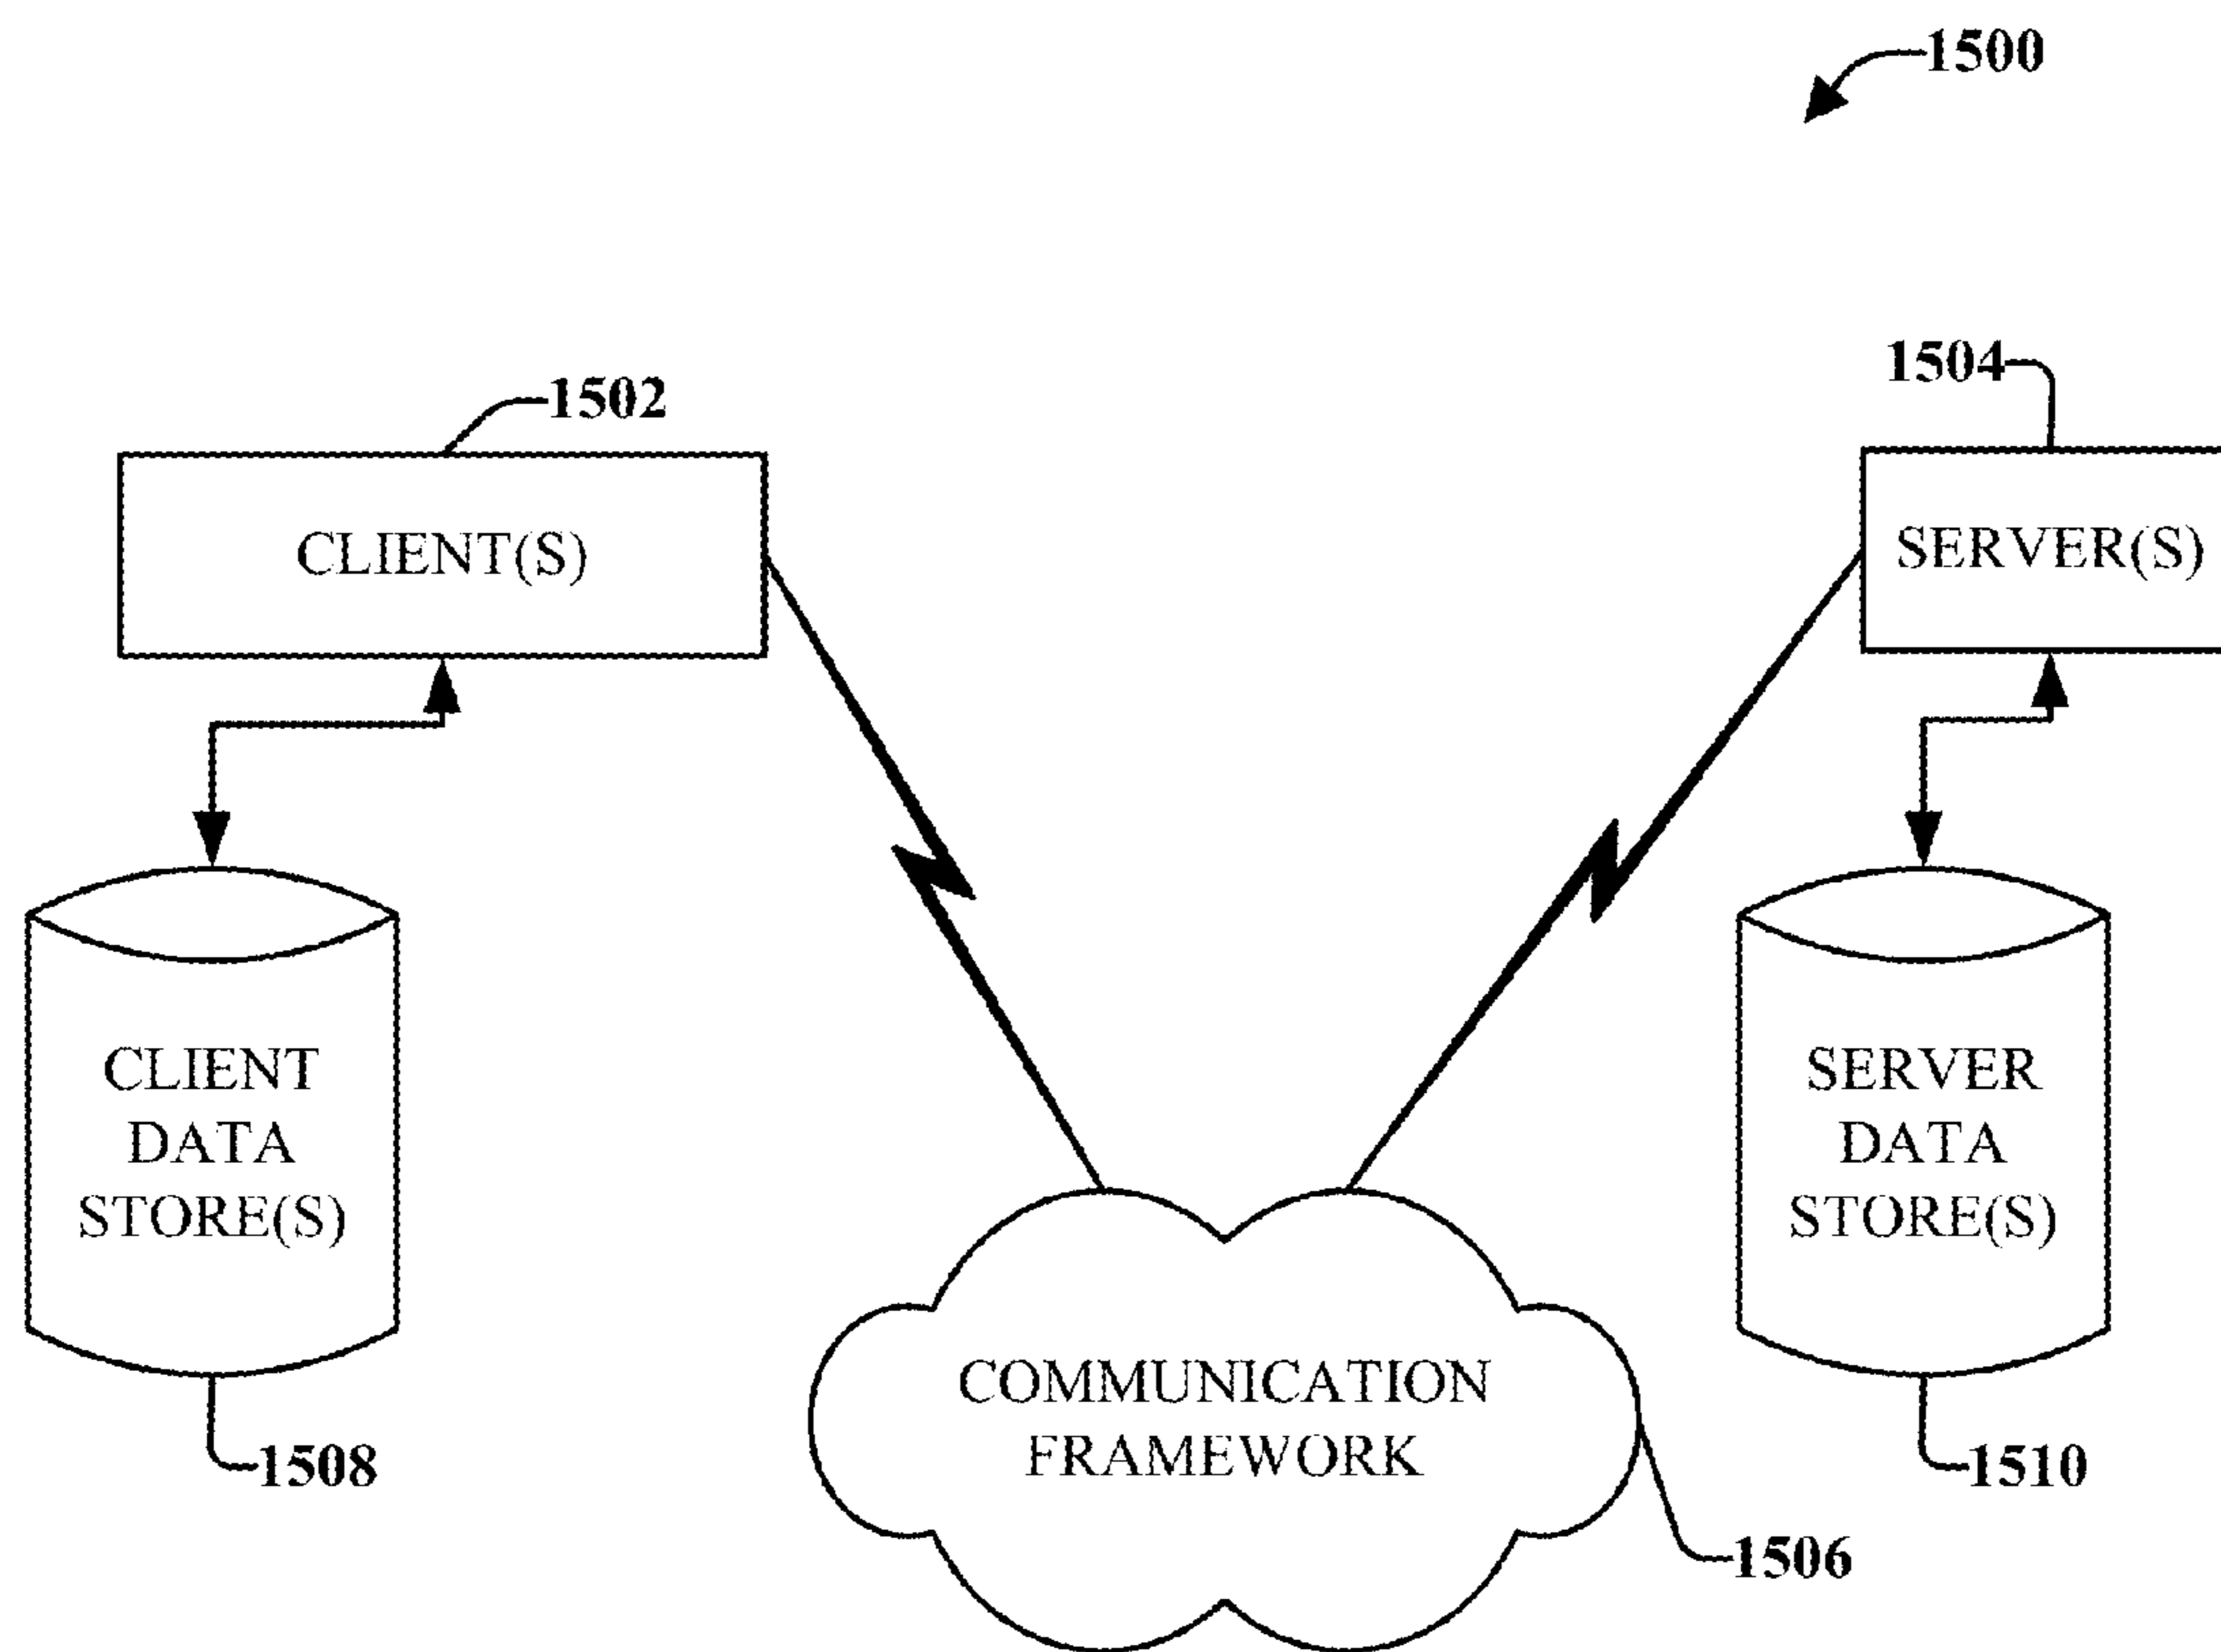 1500
1502
1504
CLIENT(S)
SERVER(S)
CLIENT
DATA
STORE(S)
SERVER
DATA
STORE(S)
COMMUNICATION
FRAMEWORK
1508
1510
1506